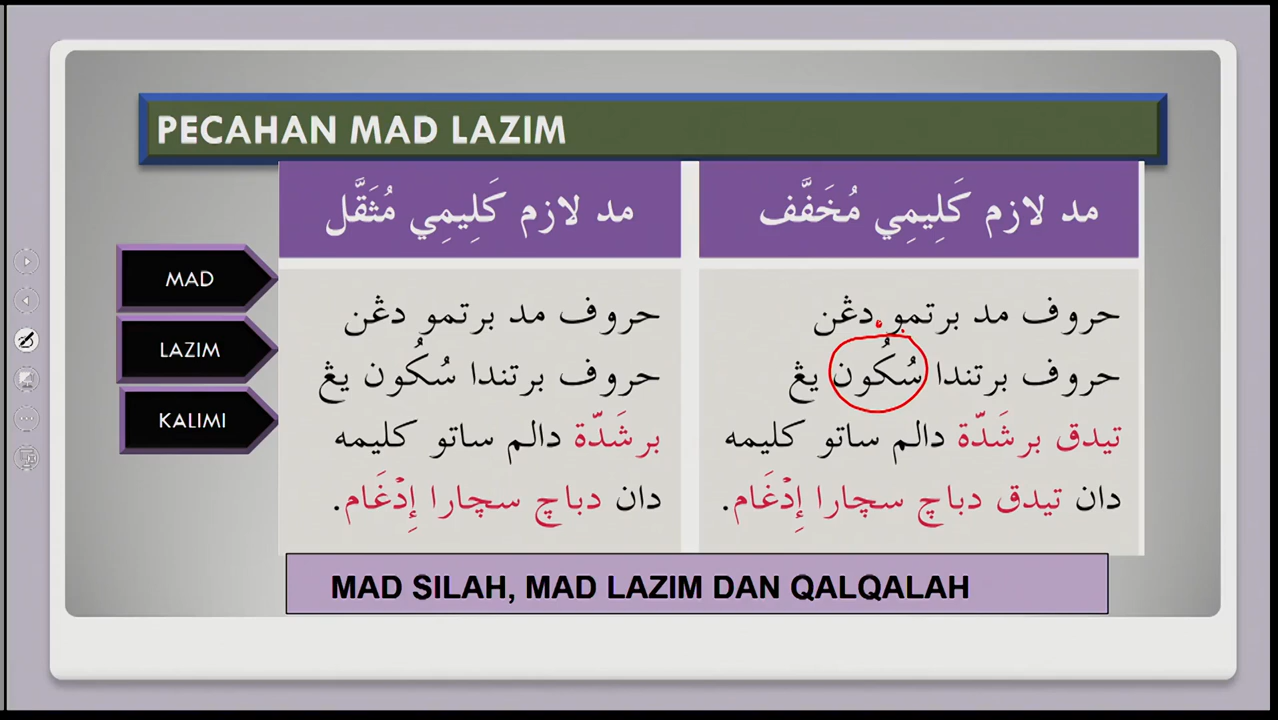 PECAHAN MAD LAZIM
مد لازم كَلِيمِي مُخَفَّف
مد لازم كَلِيمِي مُثَقَّل
MAD
LAZIM
KALIMI
حروف مد برتمو دڠن
حروف برتندا سُكُون يڠ
تيدق برشَدّة دالم ساتو كليمه
دان تيدق دباچ سچارا إِدْغَام.
حروف مد برتمو دڠن
حروف برتندا سُكُون يڠ
برشَدّة دالم ساتو كليمه
دان دباچ سچارا إِدْغَام.
MAD SILAH, MAD LAZIM DAN QALQALAH